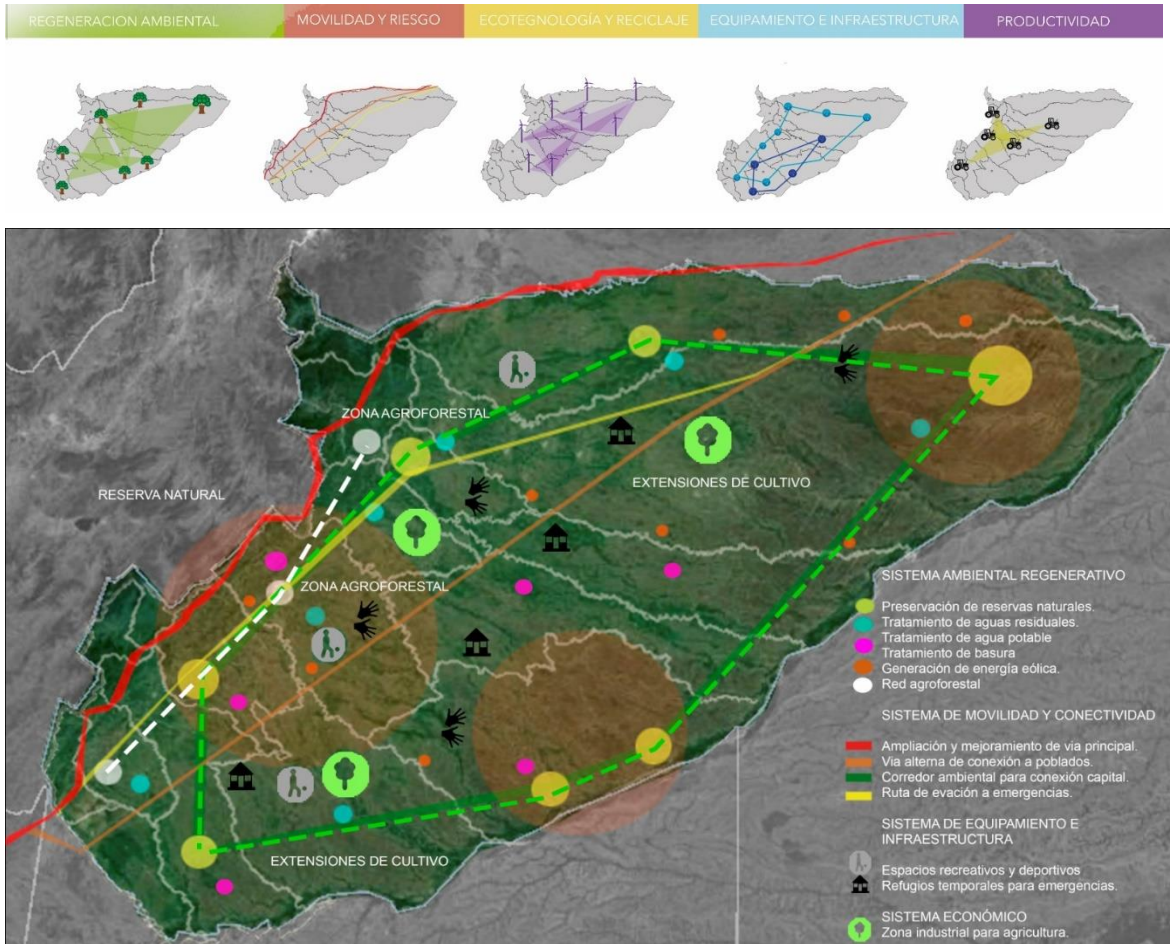 REGENERACION AMBIENTAL
MOVILIDAD Y RIESGO
ECOTEGNOLOGÍA Y RECICLAJE
EQUIPAMIENTO E INFRAESTRUCTURA
PRODUCTIVIDAD
ZONA AGROFORESTAL
RESERVA NATURAL
EXTENSIONES DE CULTIVO
ZONA AGROFORESTAL
EXTENSIONES DE CULTIVO
SISTEMA AMBIENTAL REGENERATIVO
Preservación de reservas naturales.
Tratamiento de aguas residuales.
Tratamiento de agua potable
Tratamiento de basura
Generación de energía eólica.
Red agroforestal
SISTEMA DE MOVILIDAD Y CONECTIVIDAD
Ampliación y mejoramiento de via principal.
Via alterna de conexión a poblados.
Corredor ambiental para conexión capital.
Ruta de evación a emergencias.
SISTEMA DE EQUIPAMIENTO E
INFRAESTRUCTURA
Espacios recreativos y deportivos
Refugios temporales para emergencias.
SISTEMA ECONÓMICO
Zona industrial para agricultura.